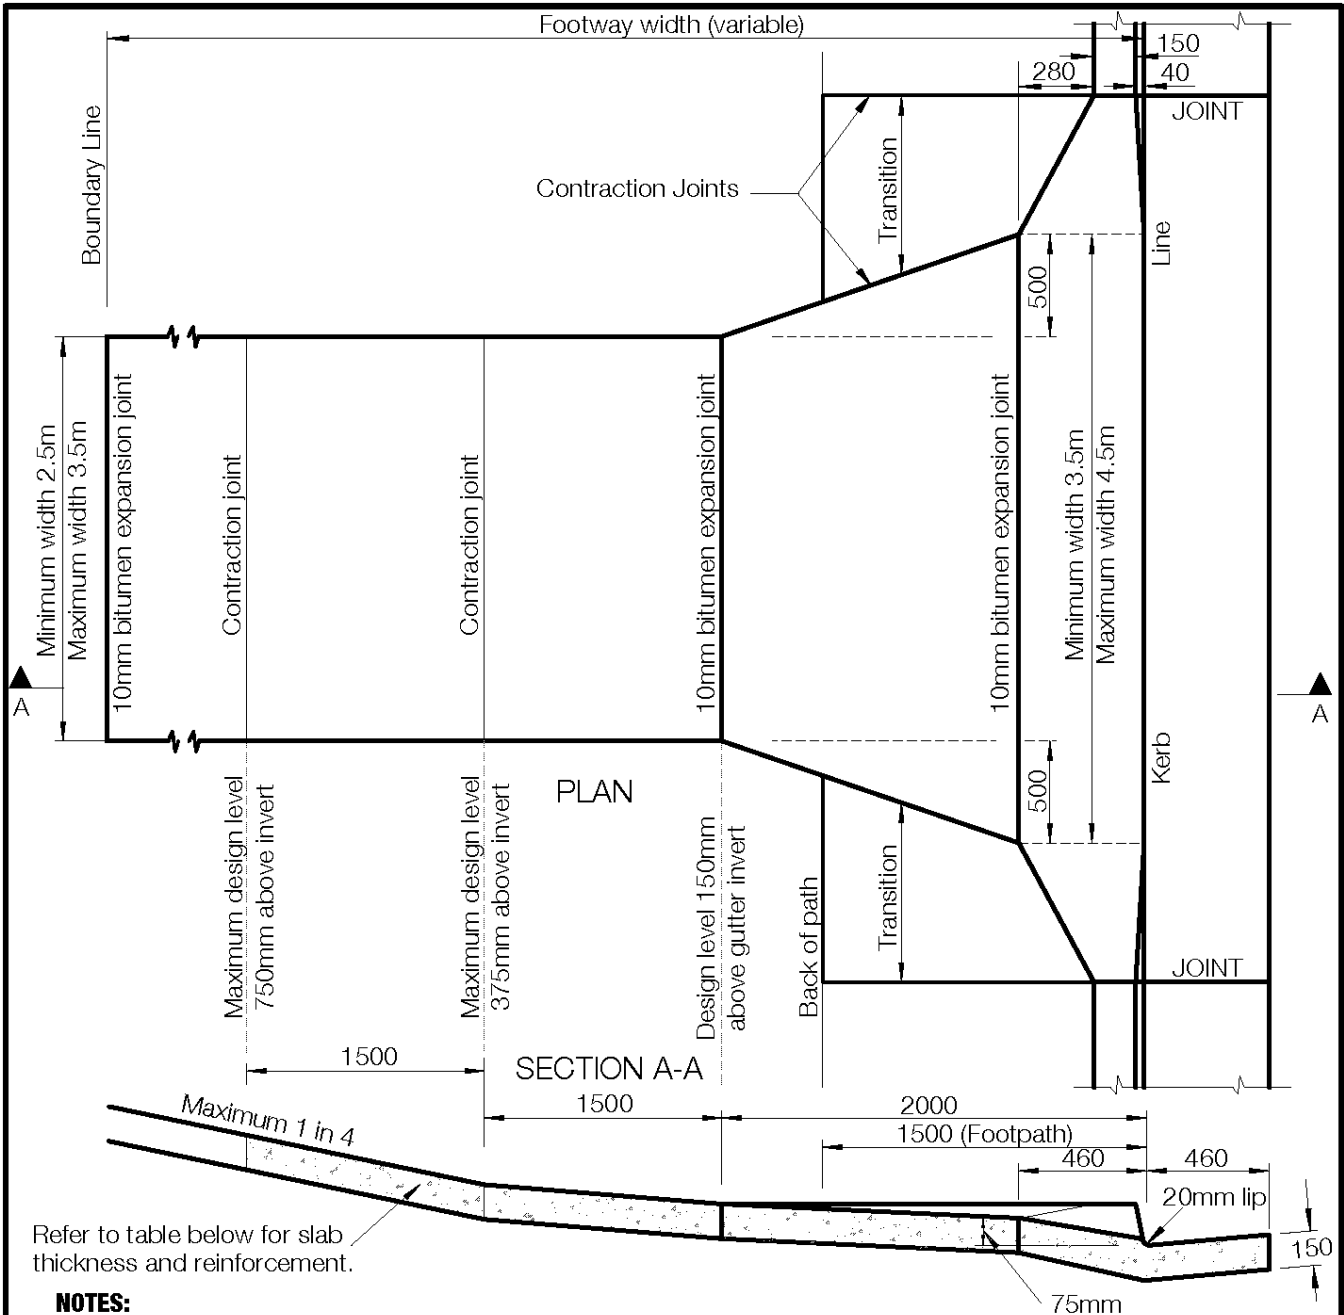 Footway width (variable)
150
280
40
JOINT
Boundary Line
Contraction Joints
Transition
Line
500
Minimum width 2.5m
Maximum width 3.5m
10mm bitumen expansion joint
Contraction joint
Contraction joint
10mm bitumen expansion joint
10mm bitumen expansion joint
Minimum width 3.5m
Maximum width 4.5m
A
A
Kerb
PLAN
500
Maximum design level
750mm above invert
Maximum design level
375mm above invert
Design level 150mm
above gutter invert
Back of path
Transition
JOINT
1500
SECTION A-A
1500
2000
Maximum 1 in 4
1500 (Footpath)
460
460
20mm lip
Refer to table below for slab
thickness and reinforcement.
150
75mm
NOTES: